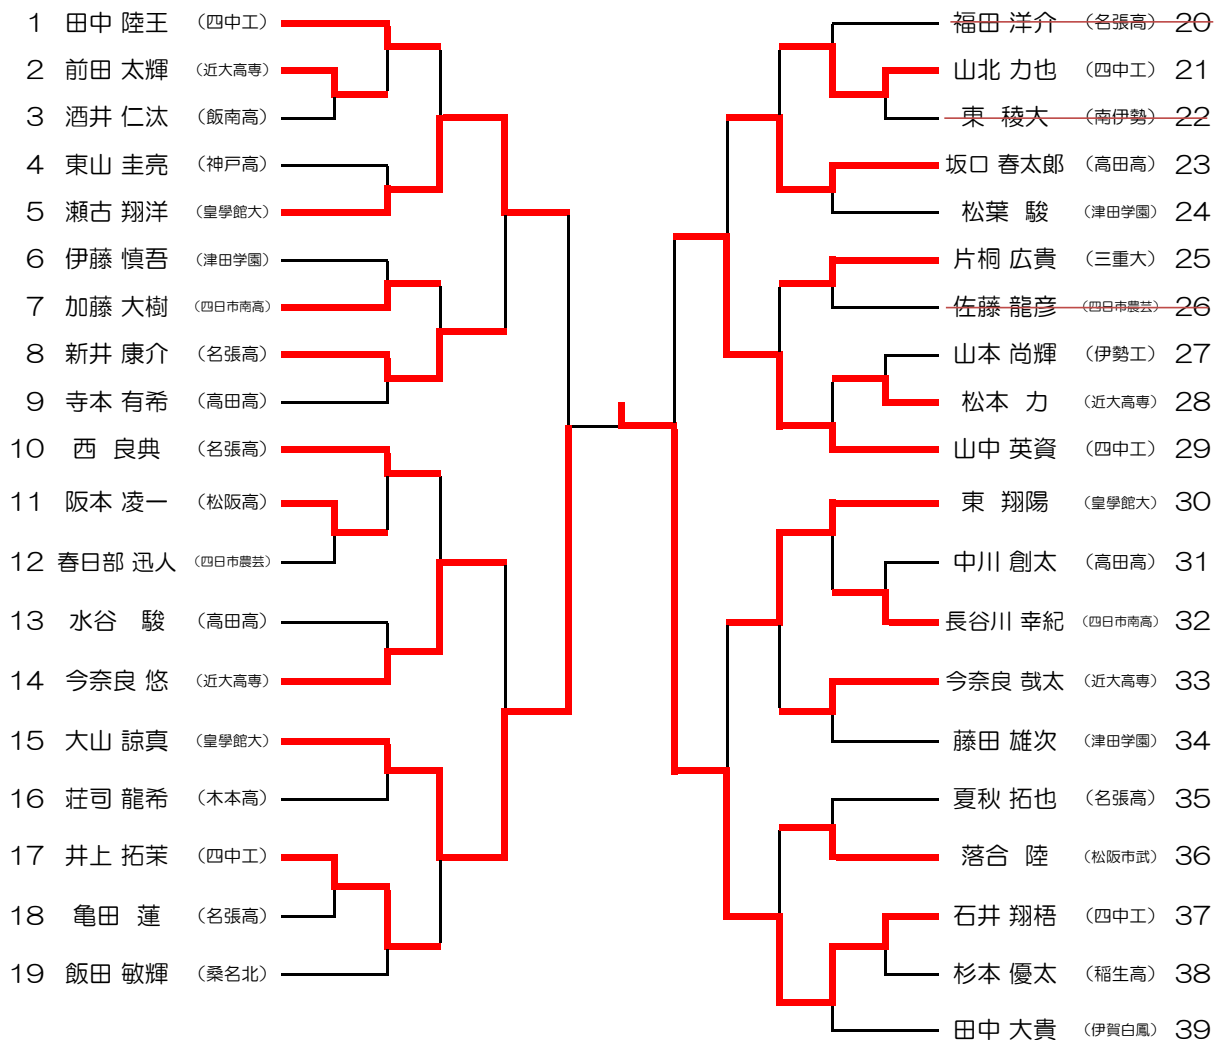 1 田中 陸王 (四中工)
2 前田 太輝 (近大高専)
3 酒井 仁汰 (飯南高)
4 東山 圭亮 (神戸高)
5 瀬古 翔洋 (皇學館大)
6 伊藤 慎吾 (津田学園)
7 加藤 大樹 (四日市南高)
8 新井 康介 (名張高)
9 寺本 有希 (高田高)
10 西 良典 (名張高)
11 阪本 凌一 (松阪高)
12 春日部 迅人 (四日市農芸)
13 水谷 駿 (高田高)
14 今奈良 悠 (近大高専)
15 大山 諒真 (皇學館大)
16 荘司 龍希 (木本高)
17 井上 拓茉 (四中工)
18 亀田 蓮 (名張高)
19 飯田 敏輝 (桑名北)
福田 洋介 (名張高) 20
山北 力也 (四中工) 21
東 稜大 (南伊勢) 22
坂口 春太郎 (高田高) 23
松葉 駿 (津田学園) 24
片桐 広貴 (三重大) 25
佐藤 龍彦 (四日市農芸) 26
山本 尚輝 (伊勢工) 27
松本 力 (近大高専) 28
山中 英資 (四中工) 29
東 翔陽 (皇學館大) 30
中川 創太 (高田高) 31
長谷川 幸紀 (四日市南高) 32
今奈良 哉太 (近大高専) 33
藤田 雄次 (津田学園) 34
夏秋 拓也 (名張高) 35
落合 陸 (松阪市武) 36
石井 翔梧 (四中工) 37
杉本 優太 (稲生高) 38
田中 大貴 (伊賀白鳳) 39